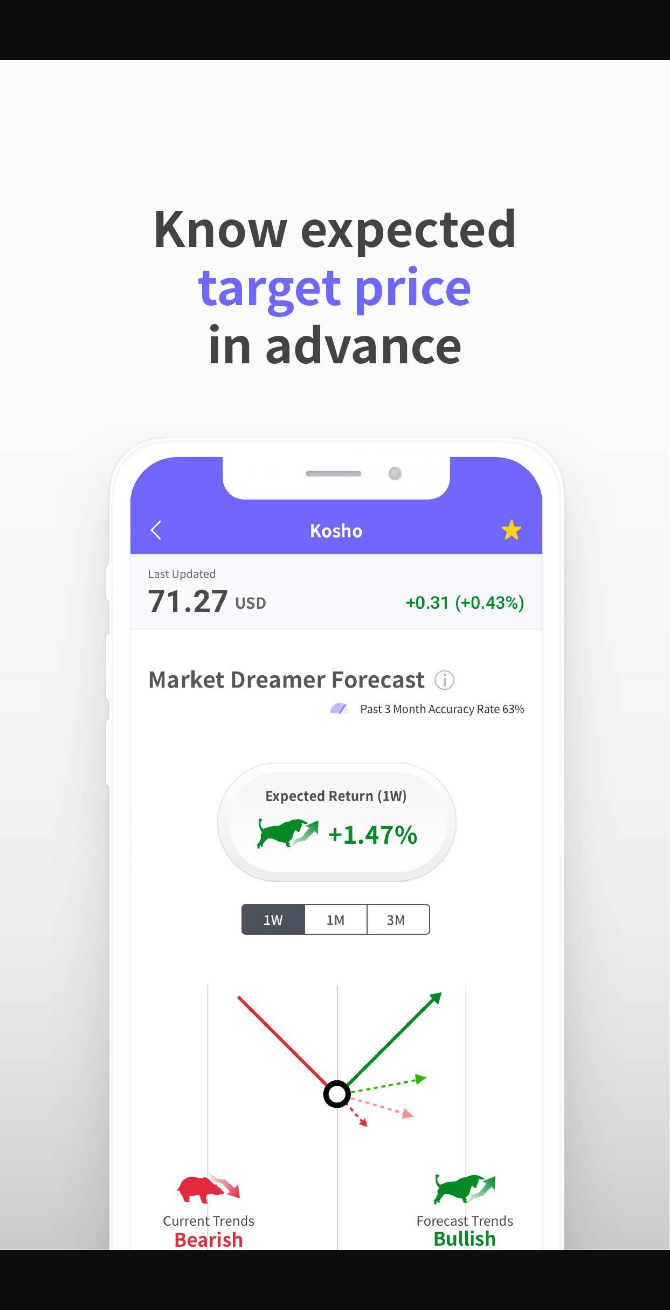 Know expected
target price
in advance
Kosho
Last Updated
71.27 USD +0.31 (+0.43%)
Market Dreamer Forecast
Past 3 Month Accuracy Rate 63%
Expected Return (1W)
+1.47%
1W 1M 3M
Current Trends Forecast Trends
Bearish Bullish